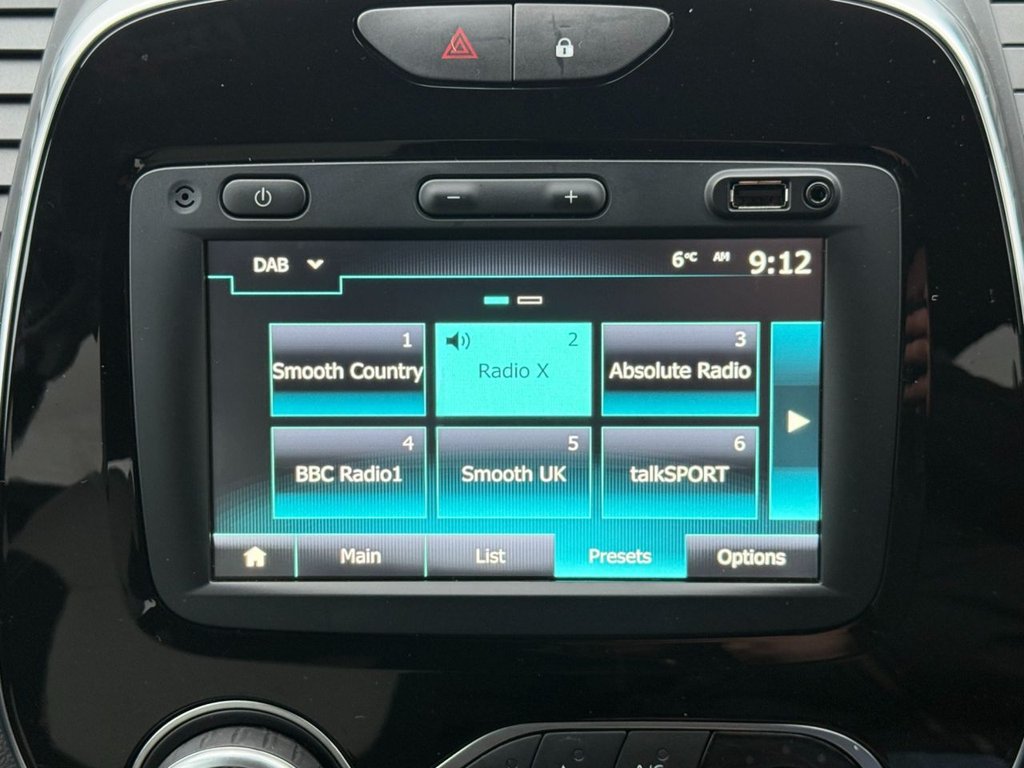 DAB 6°C AM 9:12
1 2 3
Smooth Country Radio X Absolute Radio
4 5 6
BBC Radio1 Smooth UK talkSPORT
Main List Presets Options